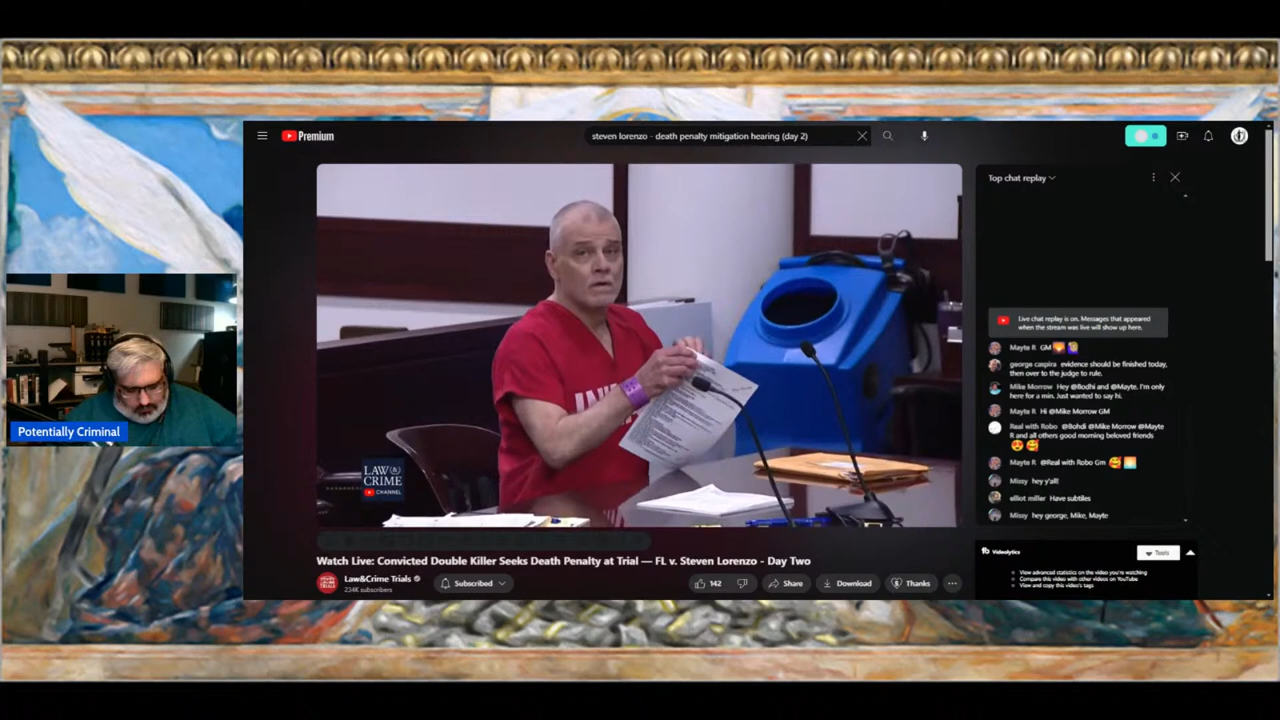 Premium
steven lorenzo - death penalty mitigation hearing (day 2)
Top chat replay
Live chat replay is on. Messages that appeared
when the stream was live will show up here.
Mayte R GM
george caspira evidence should be finished today,
then over to the judge to rule.
Mike Morrow Hey @Bodhi and @Mayte, I'm only
here for a min. Just wanted to say hi.
Mayte R Hi @Mike Morrow GM
Real with Robo @Bohdi @Mike Morrow @Mayte
R and all others good morning beloved friends
Mayte R @Real with Robo Gm
Missy hey y'all!
elliot miller Have subtiles
Missy hey george, Mike, Mayte
Potentially Criminal
LAW &
CRIME
CHANNEL
Watch Live: Convicted Double Killer Seeks Death Penalty at Trial — FL v. Steven Lorenzo - Day Two
LAW&CRIME
TRIALS
Law&Crime Trials
234K subscribers
Subscribed
142
Share
Download
Thanks
Videolytics
Tools
View advanced statistics on the video you're watching
Compare this video with other videos on YouTube
View and copy this video's tags